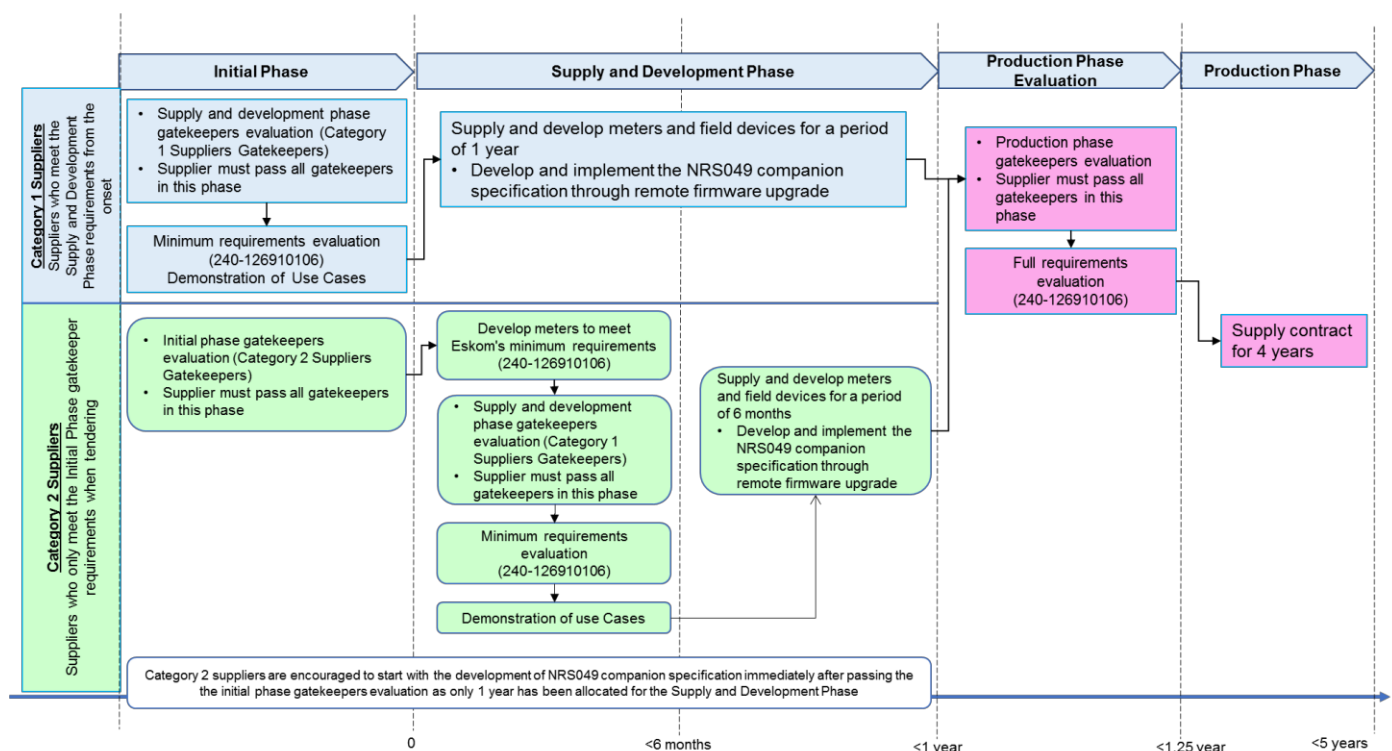 Initial Phase
Supply and Development Phase
Production Phase
Evaluation
Production Phase
Category 1 Suppliers
Suppliers who meet the
Supply and Development
Phase requirements from the
onset
• Supply and development phase
gatekeepers evaluation (Category
1 Suppliers Gatekeepers)
• Supplier must pass all gatekeepers
in this phase
Minimum requirements evaluation
(240-126910106)
Demonstration of Use Cases
Supply and develop meters and field devices for a period
of 1 year
• Develop and implement the NRS049 companion
specification through remote firmware upgrade
• Production phase
gatekeepers evaluation
• Supplier must pass all
gatekeepers in this
phase
Full requirements
evaluation
(240-126910106)
Supply contract
for 4 years
Category 2 Suppliers
Suppliers who only meet the Initial Phase gatekeeper
requirements when tendering
• Initial phase gatekeepers
evaluation (Category 2 Suppliers
Gatekeepers)
• Supplier must pass all gatekeepers
in this phase
Develop meters to meet
Eskom's minimum requirements
(240-126910106)
• Supply and development
phase gatekeepers
evaluation (Category 1
Suppliers Gatekeepers)
• Supplier must pass all
gatekeepers in this phase
Minimum requirements
evaluation
(240-126910106)
Demonstration of use Cases
Supply and develop meters
and field devices for a period
of 6 months
• Develop and implement the
NRS049 companion
specification through
remote firmware upgrade
Category 2 suppliers are encouraged to start with the development of NRS049 companion specification immediately after passing the
the initial phase gatekeepers evaluation as only 1 year has been allocated for the Supply and Development Phase
0
<6 months
<1 year
<1.25 year
<5 years